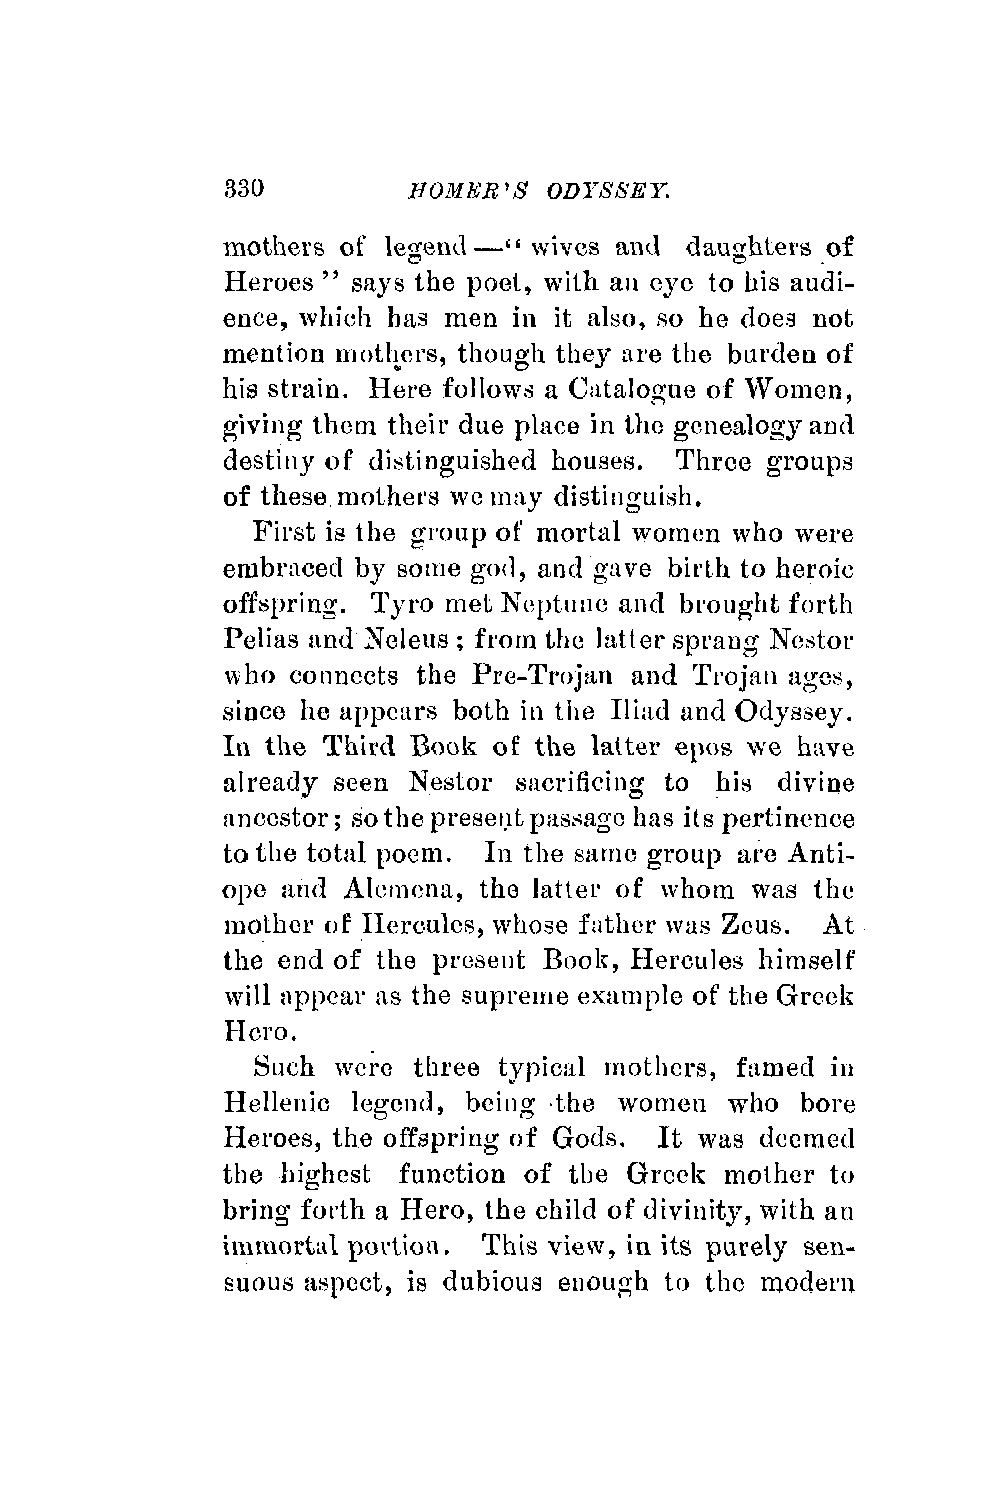 330 HOMER'S ODYSSEY.
mothers of legend —“ wives and daughters of
Heroes ” says the poet, with an eye to his audi-
ence, which has men in it also, so he does not
mention mothers, though they are the burden of
his strain. Here follows a Catalogue of Women,
giving them their due place in the genealogy and
destiny of distinguished houses. Three groups
of these mothers we may distinguish.
First is the group of mortal women who were
embraced by some god, and gave birth to heroic
offspring. Tyro met Neptune and brought forth
Pelias and Neleus ; from the latter sprang Nestor
who connects the Pre-Trojan and Trojan ages,
since he appears both in the Iliad and Odyssey.
In the Third Book of the latter epos we have
already seen Nestor sacrificing to his divine
ancestor ; so the present passage has its pertinence
to the total poem. In the same group are Anti-
ope and Alcmena, the latter of whom was the
mother of Hercules, whose father was Zeus. At
the end of the present Book, Hercules himself
will appear as the supreme example of the Greek
Hero.
Such were three typical mothers, famed in
Hellenic legend, being the women who bore
Heroes, the offspring of Gods. It was deemed
the highest function of the Greek mother to
bring forth a Hero, the child of divinity, with an
immortal portion. This view, in its purely sen-
suous aspect, is dubious enough to the modern